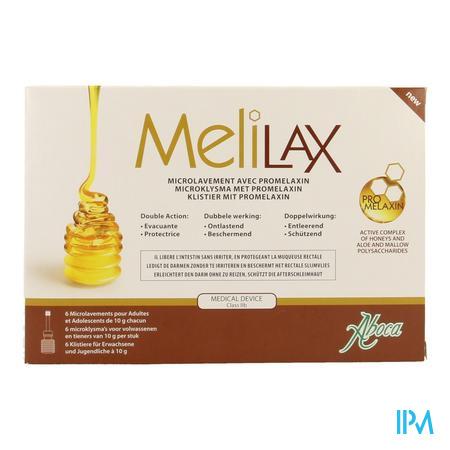 new
MeliLAX
MICROLAVEMENT AVEC PROMELAXIN
MICROKLYSMA MET PROMELAXIN
KLISTIER MIT PROMELAXIN
Double Action:
• Evacuante
• Protectrice
Dubbele werking:
• Ontlastend
• Beschermend
Doppelwirkung:
• Entleerend
• Schützend
PRO
MELAXIN
ACTIVE COMPLEX
OF HONEYS AND
ALOE AND MALLOW
POLYSACCHARIDES
IL LIBERE L'INTESTIN SANS IRRITER, EN PROTEGEANT LA MUQUEUSE RECTALE
LEDIGT DE DARMEN ZONDER TE IRRITEREN EN BESCHERMT HET RECTALE SLIJMVLIES
ERLEICHTERT DEN DARM OHNE ZU REIZEN, SCHÜTZT DIE AFTERSCHLEIMHAUT
MEDICAL DEVICE
Class IIb
6 Microlavements pour Adultes
et Adolescents de 10 g chacun
6 microklysma's voor volwassenen
en tieners van 10 g per stuk
6 Klistiere für Erwachsene
und Jugendliche à 10 g
Aboca
IPM